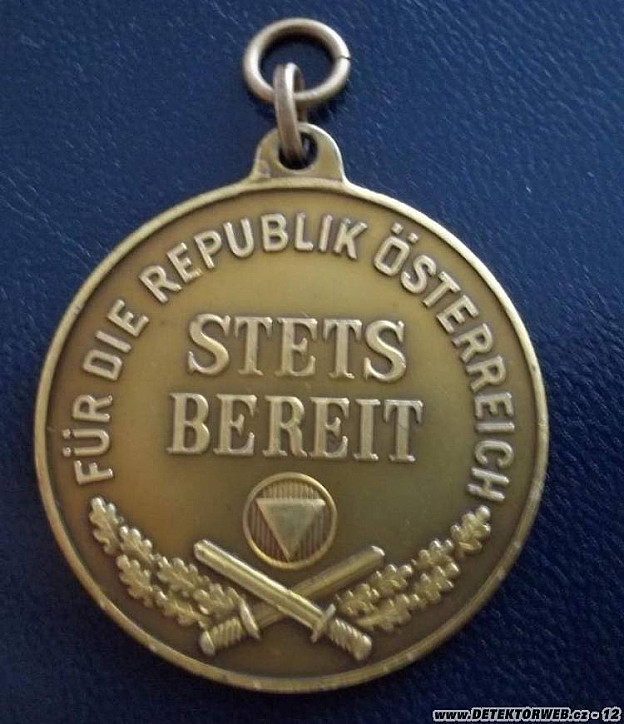 FÜR DIE REPUBLIK ÖSTERREICH
STETS
BEREIT
www.DETEKTORWEB.cz - 12